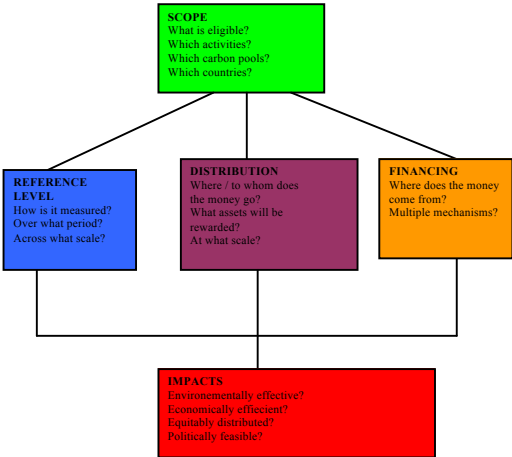 SCOPE
What is eligible?
Which activities?
Which carbon pools?
Which countries?
REFERENCE
LEVEL
How is it measured?
Over what period?
Across what scale?
DISTRIBUTION
Where / to whom does
the money go?
What assets will be
rewarded?
At what scale?
FINANCING
Where does the money
come from?
Multiple mechanisms?
IMPACTS
Environementally effective?
Economically effiecient?
Equitably distributed?
Politically feasible?